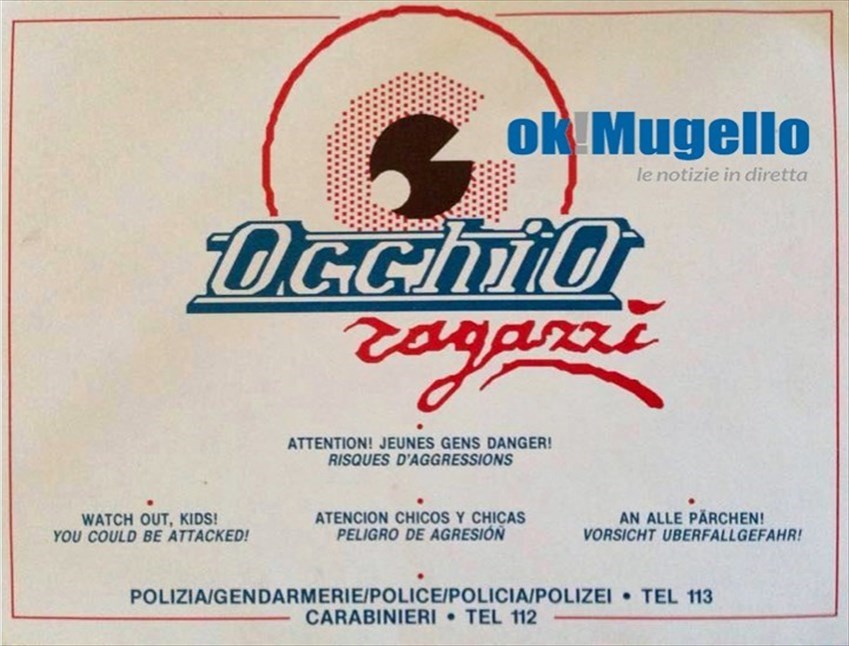 ok!Mugello
le notizie in diretta
OcchiO
ragazzi
ATTENTION! JEUNES GENS DANGER!
RISQUES D'AGGRESSIONS
WATCH OUT, KIDS!
YOU COULD BE ATTACKED!
ATENCION CHICOS Y CHICAS
PELIGRO DE AGRESIÓÑ
AN ALLE PÄRCHEN!
VORSICHT UBERFALLGEFAHR!
POLIZIA/GENDARMERIE/POLICE/POLICIA/POLIZEI • TEL 113
CARABINIERI • TEL 112